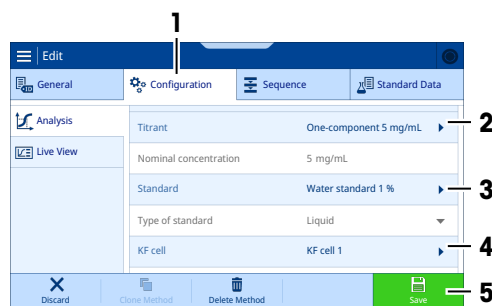 1
Edit
General
Configuration
Sequence
Standard Data
Analysis
Live View
Titrant One-component 5 mg/mL
Nominal concentration 5 mg/mL
Standard Water standard 1 %
Type of standard Liquid
KF cell KF cell 1
2
3
4
5
Discard
Clone Method
Delete Method
Save